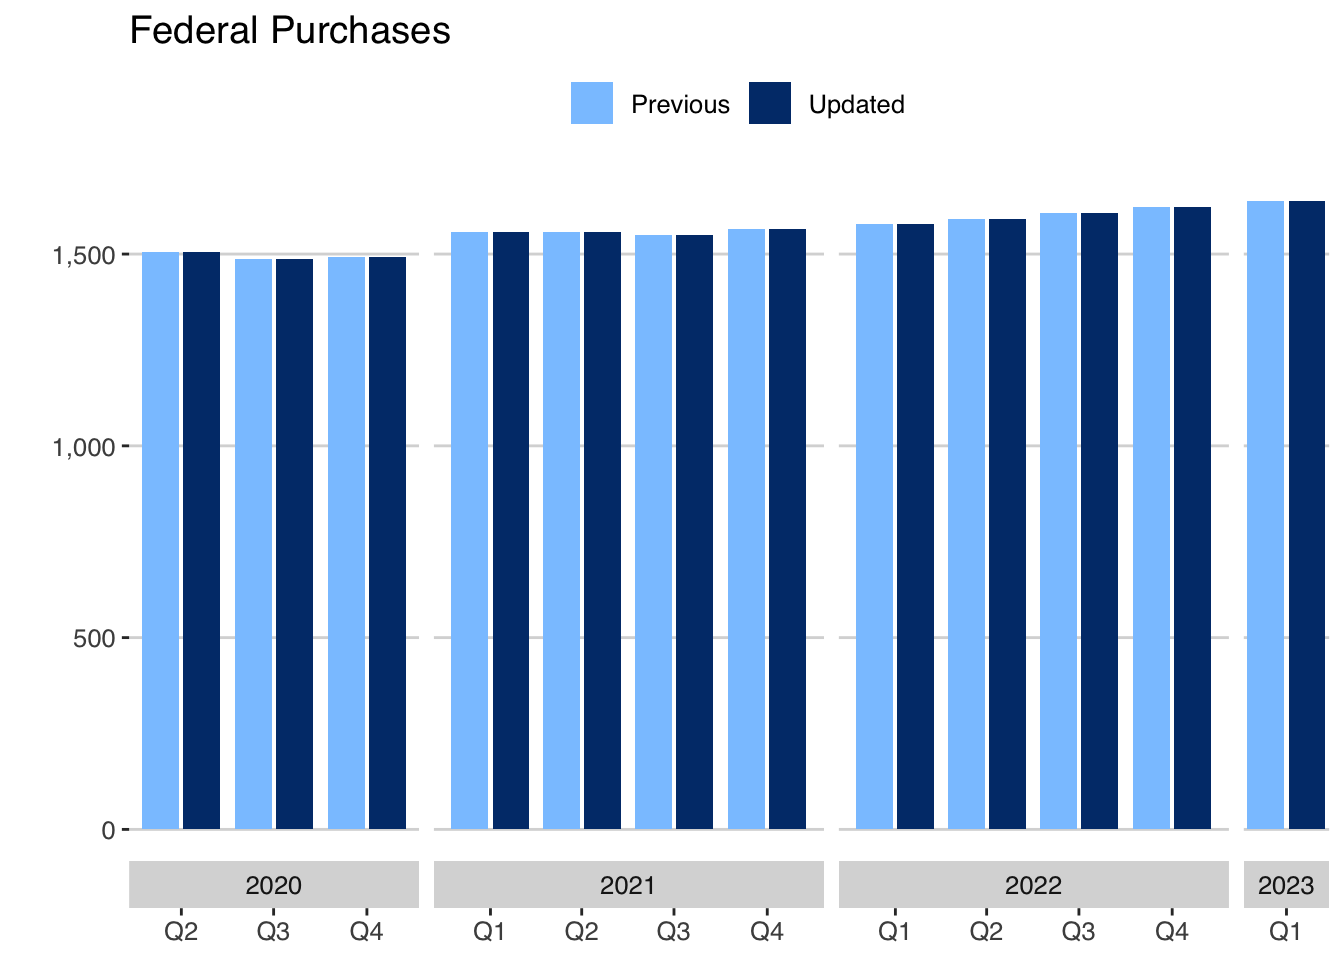 Federal Purchases
Previous Updated
1,500
1,000
500
0
2020 2021 2022 2023
Q2 Q3 Q4 Q1 Q2 Q3 Q4 Q1 Q2 Q3 Q4 Q1